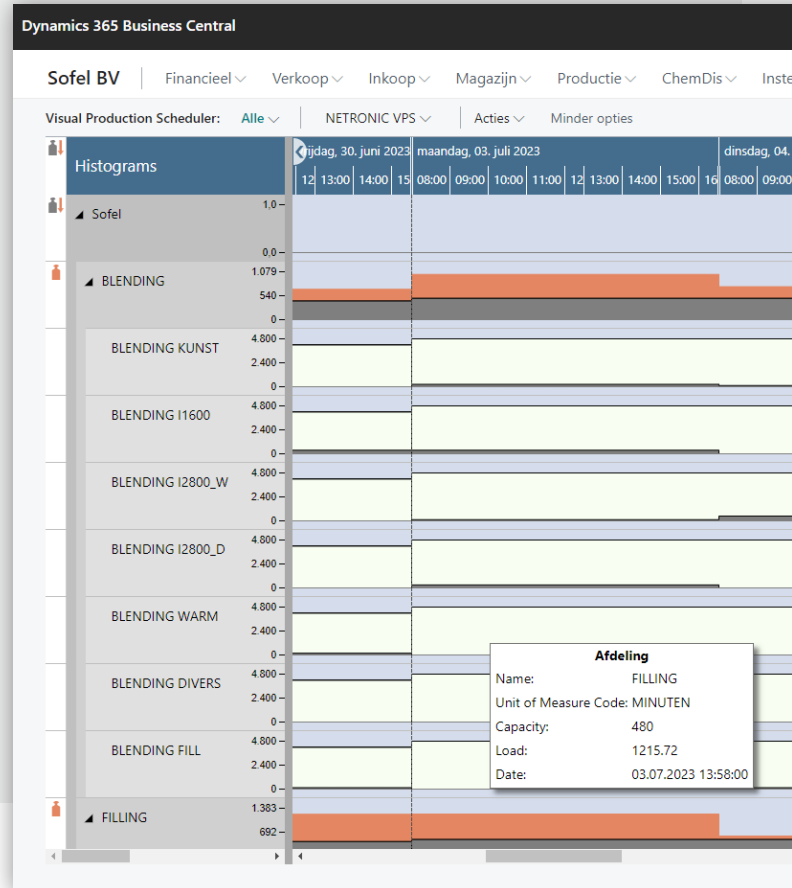 Dynamics 365 Business Central
Sofel BV Financieel Verkoop Inkoop Magazijn Productie ChemDis Inste
Visual Production Scheduler: Alle NETRONIC VPS Acties Minder opties
Histograms
rijdag, 30. juni 2023 maandag, 03. juli 2023 dinsdag, 04.
12 13:00 14:00 15 08:00 09:00 10:00 11:00 12 13:00 14:00 15:00 16 08:00 09:00
Sofel 1,0
0,0
BLENDING 1.079
540
0
BLENDING KUNST 4.800
2.400
0
BLENDING I1600 4.800
2.400
0
BLENDING I2800_W 4.800
2.400
0
BLENDING I2800_D 4.800
2.400
0
BLENDING WARM 4.800
2.400
0
BLENDING DIVERS 4.800
2.400
0
BLENDING FILL 4.800
2.400
0
Afdeling
Name: FILLING
Unit of Measure Code: MINUTEN
Capacity: 480
Load: 1215.72
Date: 03.07.2023 13:58:00
FILLING 1.383
692